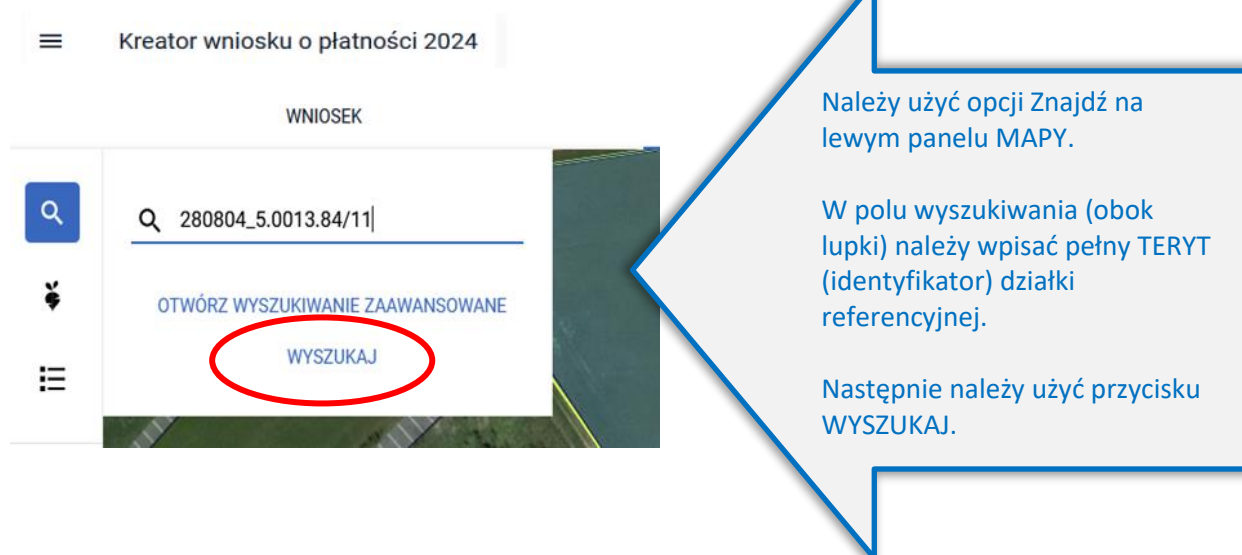 Kreator wniosku o płatności 2024
WNIOSEK
280804_5.0013.84/11
OTWÓRZ WYSZUKIWANIE ZAAWANSOWANE
WYSZUKAJ
Należy użyć opcji Znajdź na
lewym panelu MAPY.
W polu wyszukiwania (obok
lupki) należy wpisać pełny TERYT
(identyfikator) działki
referencyjnej.
Następnie należy użyć przycisku
WYSZUKAJ.